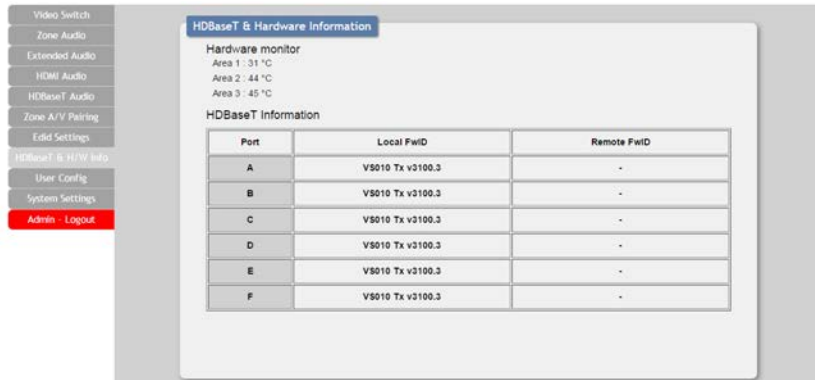 Video Switch
Zone Audio
Extended Audio
HDMI Audio
HDBaseT Audio
Zone A/V Pairing
Edid Settings
HDBaseT & H/W Info
User Config
System Settings
Admin - Logout
HDBaseT & Hardware Information
Hardware monitor
Area 1 : 31 °C
Area 2 : 44 °C
Area 3 : 45 °C
HDBaseT Information
Port Local FwID Remote FwID
A VS010 Tx v3100.3 -
B VS010 Tx v3100.3 -
C VS010 Tx v3100.3 -
D VS010 Tx v3100.3 -
E VS010 Tx v3100.3 -
F VS010 Tx v3100.3 -